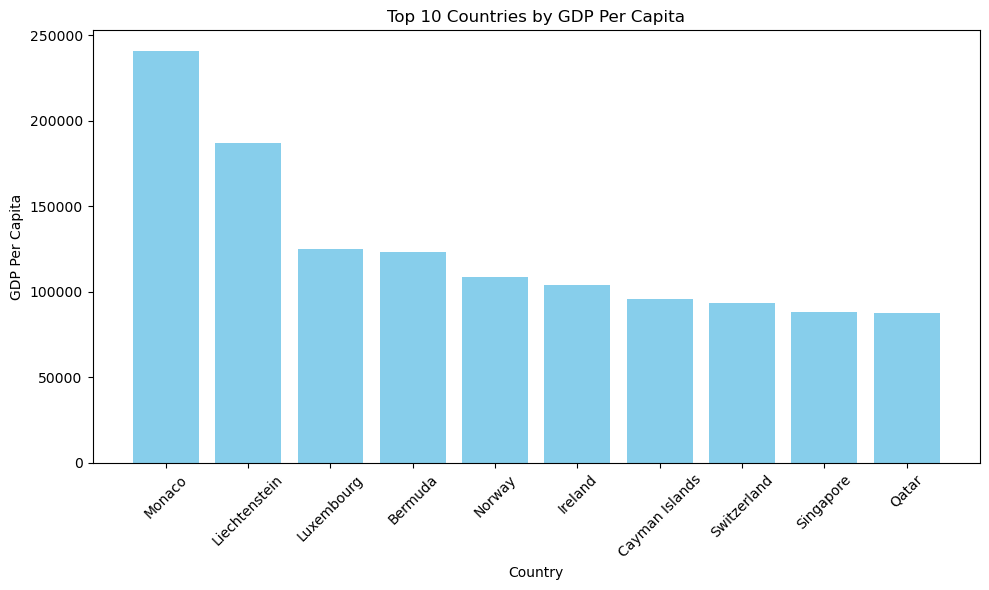 Top 10 Countries by GDP Per Capita
GDP Per Capita
250000
200000
150000
100000
50000
0
Monaco
Liechtenstein
Luxembourg
Bermuda
Norway
Ireland
Cayman Islands
Switzerland
Singapore
Qatar
Country